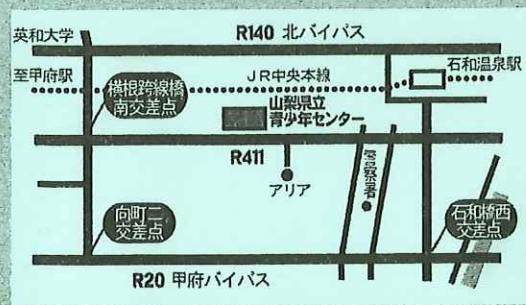 英和大学
R140 北バイパス
石和温泉駅
至甲府駅
JR中央本線
横根跨線橋
南交差点
山梨県立
青少年センター
R411
アリア
警察署
向町二
交差点
石和橋西
交差点
R20 甲府バイパス